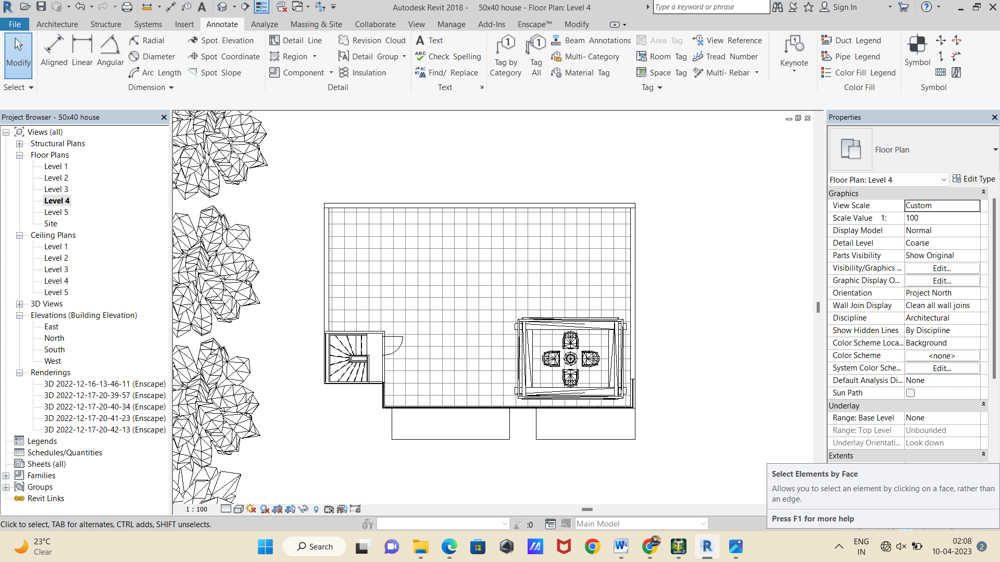 Autodesk Revit 2018 -     50x40 house - Floor Plan: Level 4
Type a keyword or phrase
Sign In
File
Architecture
Structure
Systems
Insert
Annotate
Analyze
Massing & Site
Collaborate
View
Manage
Add-Ins
Enscape™
Modify
Modify
Aligned
Linear
Angular
Radial
Diameter
Arc Length
Spot Elevation
Spot Coordinate
Spot Slope
Detail Line
Region
Component
Revision Cloud
Detail Group
Insulation
Text
Check Spelling
Find/ Replace
Tag by
Category
Tag
All
Beam Annotations
Multi- Category
Material Tag
Area Tag
Room Tag
Space Tag
View Reference
Tread Number
Multi- Rebar
Keynote
Duct Legend
Pipe Legend
Color Fill Legend
Symbol
Select
Dimension
Detail
Text
Tag
Color Fill
Symbol
Project Browser - 50x40 house
Views (all)
Structural Plans
Floor Plans
Level 1
Level 2
Level 3
Level 4
Level 5
Site
Ceiling Plans
Level 1
Level 2
Level 3
Level 4
Level 5
3D Views
Elevations (Building Elevation)
East
North
South
West
Renderings
3D 2022-12-16-13-46-11 (Enscape)
3D 2022-12-17-20-39-57 (Enscape)
3D 2022-12-17-20-40-34 (Enscape)
3D 2022-12-17-20-41-23 (Enscape)
3D 2022-12-17-20-42-13 (Enscape)
Legends
Schedules/Quantities
Sheets (all)
Families
Groups
Revit Links
Properties
Floor Plan
Floor Plan: Level 4
Edit Type
Graphics
View Scale Custom
Scale Value 1: 100
Display Model Normal
Detail Level Coarse
Parts Visibility Show Original
Visibility/Graphics ... Edit...
Graphic Display O... Edit...
Orientation Project North
Wall Join Display Clean all wall joins
Discipline Architectural
Show Hidden Lines By Discipline
Color Scheme Loca... Background
Color Scheme <none>
System Color Sche... Edit...
Default Analysis Di... None
Sun Path
Underlay
Range: Base Level None
Range: Top Level Unbounded
Underlay Orientati... Look down
Extents
Select Elements by Face
Allows you to select an element by clicking on a face, rather than
an edge.
Press F1 for more help
1 : 100
Click to select, TAB for alternates, CTRL adds, SHIFT unselects.
:0
Main Model
23°C
Clear
Search
ENG
IN
02:08
10-04-2023
2